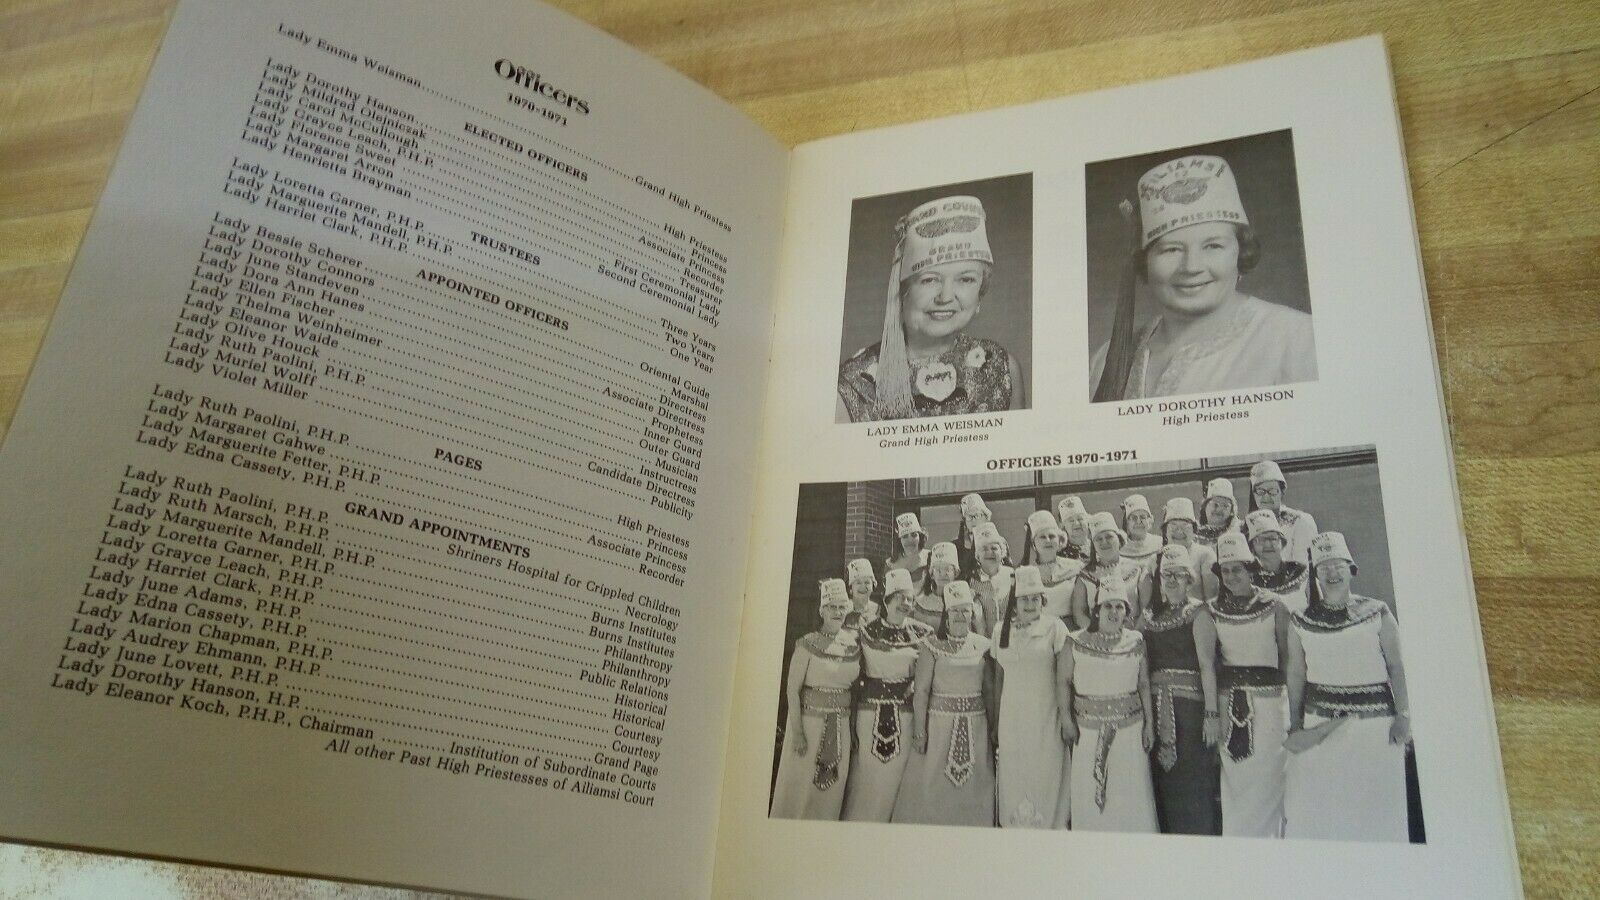 Officers
1970-1971
Lady Emma Weisman Grand High Priestess
ELECTED OFFICERS
Lady Dorothy Hanson High Priestess
Lady Mildred Olejniczak Princess
Lady Carol McCullough Associate Princess
Lady Grayce Leach, P.H.P. Recorder
Lady Florence Sweet Treasurer
Lady Margaret Arron First Ceremonial Lady
Lady Henrietta Brayman Second Ceremonial Lady
TRUSTEES
Lady Loretta Garner, P.H.P. Three Years
Lady Marguerite Mandell, P.H.P. Two Years
Lady Harriet Clark, P.H.P. One Year
APPOINTED OFFICERS
Lady Bessie Scherer Oriental Guide
Lady Dorothy Connors Marshal
Lady June Standeven Directress
Lady Dora Ann Hanes Associate Directress
Lady Ellen Fischer Prophetess
Lady Thelma Weinheimer Inner Guard
Lady Eleanor Waide Outer Guard
Lady Olive Houck Musician
Lady Ruth Paolini, P.H.P. Instructress
Lady Muriel Wolff Candidate Directress
Lady Violet Miller Publicity
PAGES
Lady Ruth Paolini, P.H.P. High Priestess
Lady Margaret Gahwe Princess
Lady Marguerite Fetter, P.H.P. Associate Princess
Lady Edna Cassety, P.H.P. Recorder
GRAND APPOINTMENTS
Lady Ruth Paolini, P.H.P. Shriners Hospital for Crippled Children
Lady Ruth Marsch, P.H.P. Necrology
Lady Marguerite Mandell, P.H.P. Burns Institutes
Lady Loretta Garner, P.H.P. Burns Institutes
Lady Grayce Leach, P.H.P. Philanthropy
Lady Harriet Clark, P.H.P. Philanthropy
Lady June Adams, P.H.P. Public Relations
Lady Edna Cassety, P.H.P. Historical
Lady Marion Chapman, P.H.P. Historical
Lady Audrey Ehmann, P.H.P. Courtesy
Lady June Lovett, P.H.P. Courtesy
Lady Dorothy Hanson, H.P. Grand Page
Lady Eleanor Koch, P.H.P., Chairman Institution of Subordinate Courts
All other Past High Priestesses of Ailiamsi Court
GRAND
HIGH PRIESTESS
LADY EMMA WEISMAN
Grand High Priestess
AILIAMSI
HIGH PRIESTESS
LADY DOROTHY HANSON
High Priestess
OFFICERS 1970-1971